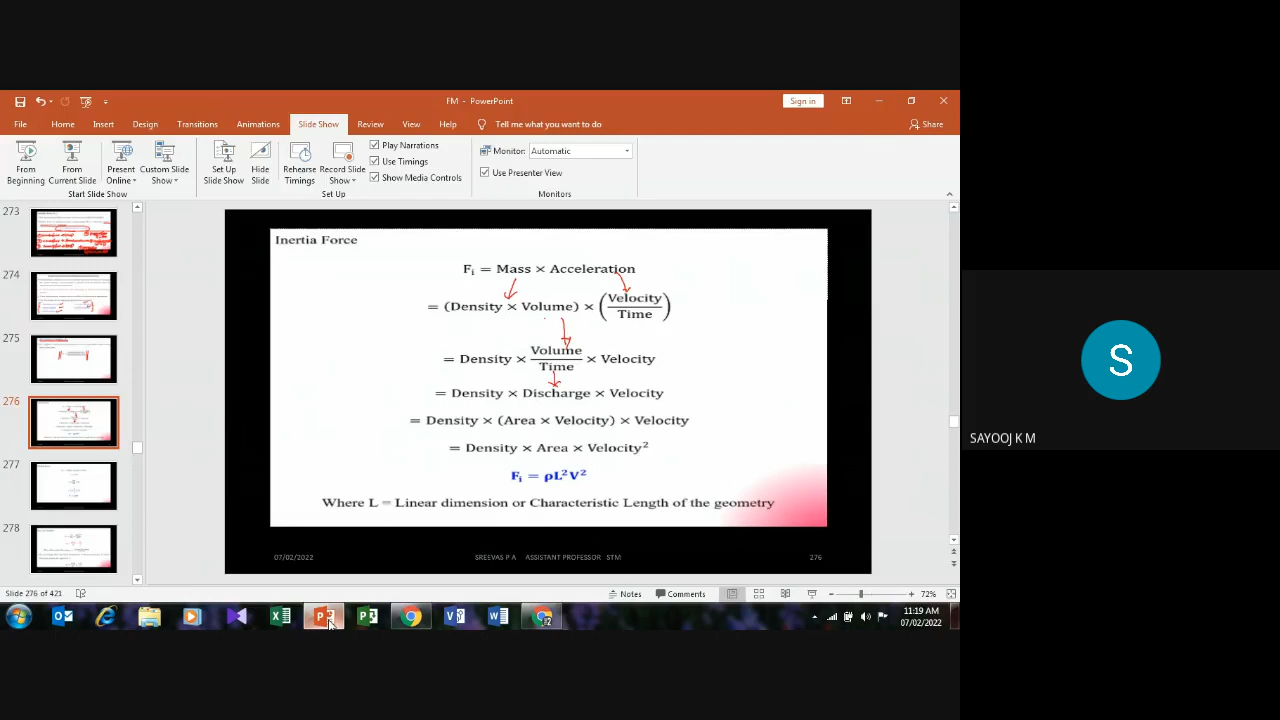 FM - PowerPoint
Sign in
File Home Insert Design Transitions Animations Slide Show Review View Help Tell me what you want to do Share
From Beginning
From Current Slide
Present Online
Custom Slide Show
Set Up Slide Show
Hide Slide
Rehearse Timings
Record Slide Show
Play Narrations
Use Timings
Show Media Controls
Monitor: Automatic
Use Presenter View
Start Slide Show
Set Up
Monitors
273
274
275
276
277
278
Inertia Force
Fᵢ = Mass × Acceleration
= (Density × Volume) × (Velocity / Time)
= Density × Volume / Time × Velocity
= Density × Discharge × Velocity
= Density × (Area × Velocity) × Velocity
= Density × Area × Velocity²
Fᵢ = ρL²V²
Where L = Linear dimension or Characteristic Length of the geometry
07/02/2022 SREEVAS P A ASSISTANT PROFESSOR STM 276
Slide 276 of 421
Notes
Comments
72%
11:19 AM
07/02/2022
S
SAYOOJ K M